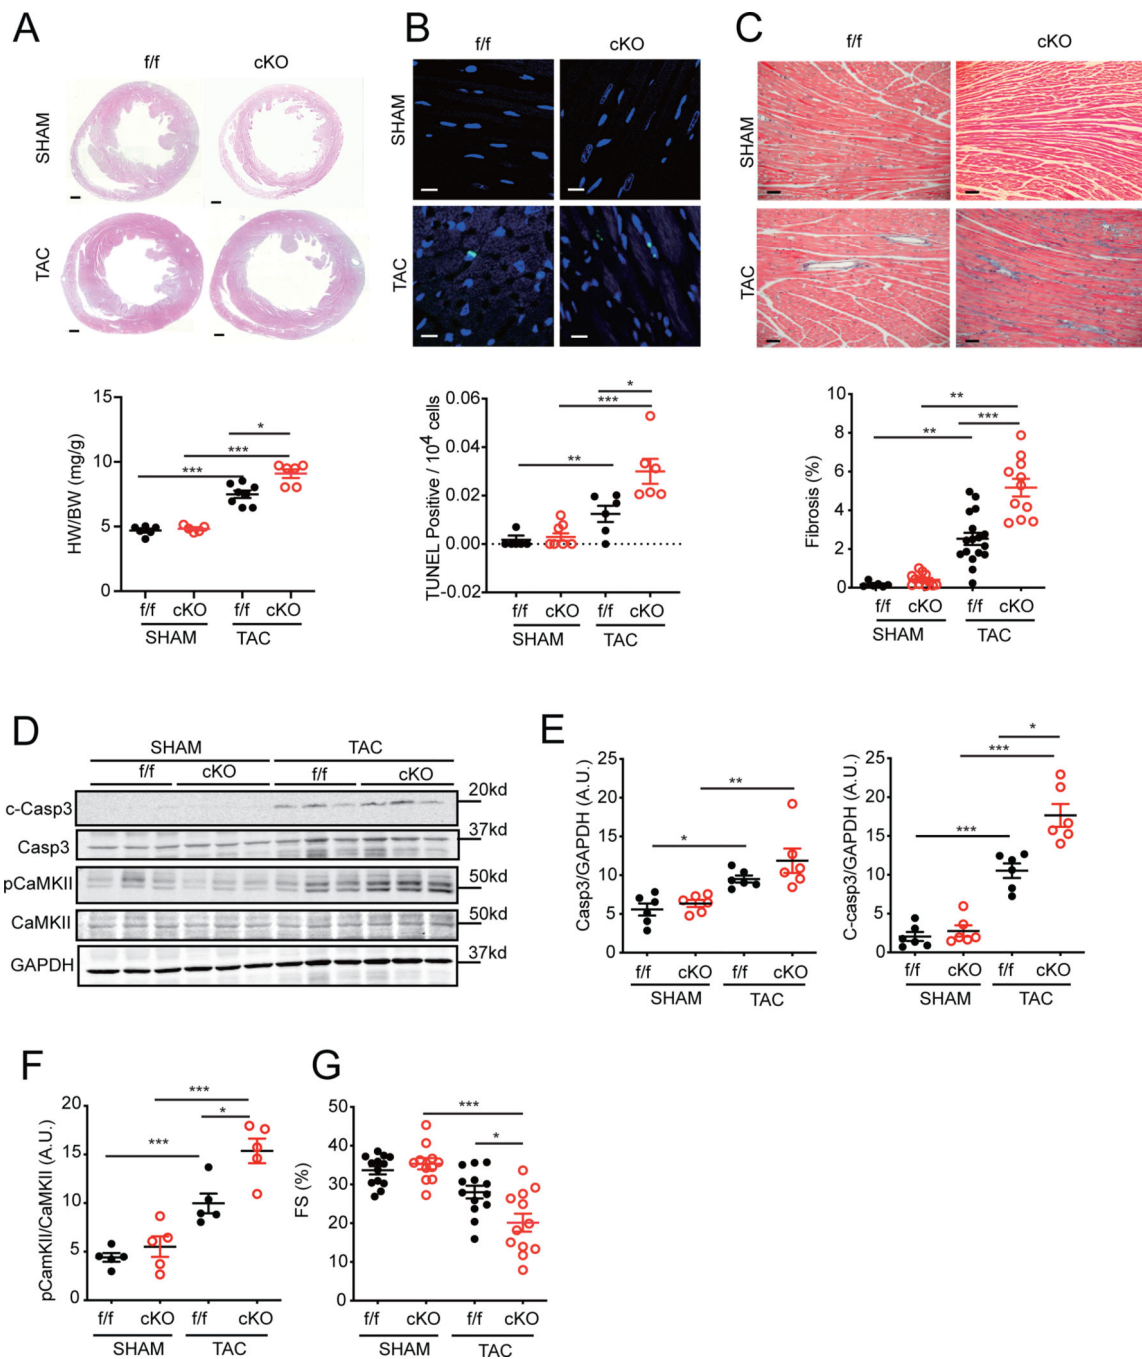 A
f/f
cKO
SHAM
TAC
HW/BW (mg/g)
15
10
5
0
***
***
*
f/f
cKO
f/f
cKO
SHAM
TAC
B
f/f
cKO
SHAM
TAC
TUNEL Positive / 10⁴ cells
0.06
0.04
0.02
0.00
-0.02
*
***
**
f/f
cKO
f/f
cKO
SHAM
TAC
C
f/f
cKO
SHAM
TAC
Fibrosis (%)
10
8
6
4
2
0
**
***
**
f/f
cKO
f/f
cKO
SHAM
TAC
D
SHAM
TAC
f/f
cKO
f/f
cKO
c-Casp3
20kd
Casp3
37kd
pCaMKII
50kd
CaMKII
50kd
GAPDH
37kd
E
Casp3/GAPDH (A.U.)
25
20
15
10
5
0
**
*
f/f
cKO
f/f
cKO
SHAM
TAC
C-casp3/GAPDH (A.U.)
25
20
15
10
5
0
*
***
***
f/f
cKO
f/f
cKO
SHAM
TAC
F
pCamKII/CaMKII (A.U.)
20
15
10
5
0
***
*
***
f/f
cKO
f/f
cKO
SHAM
TAC
G
FS (%)
50
40
30
20
10
0
***
*
f/f
cKO
f/f
cKO
SHAM
TAC